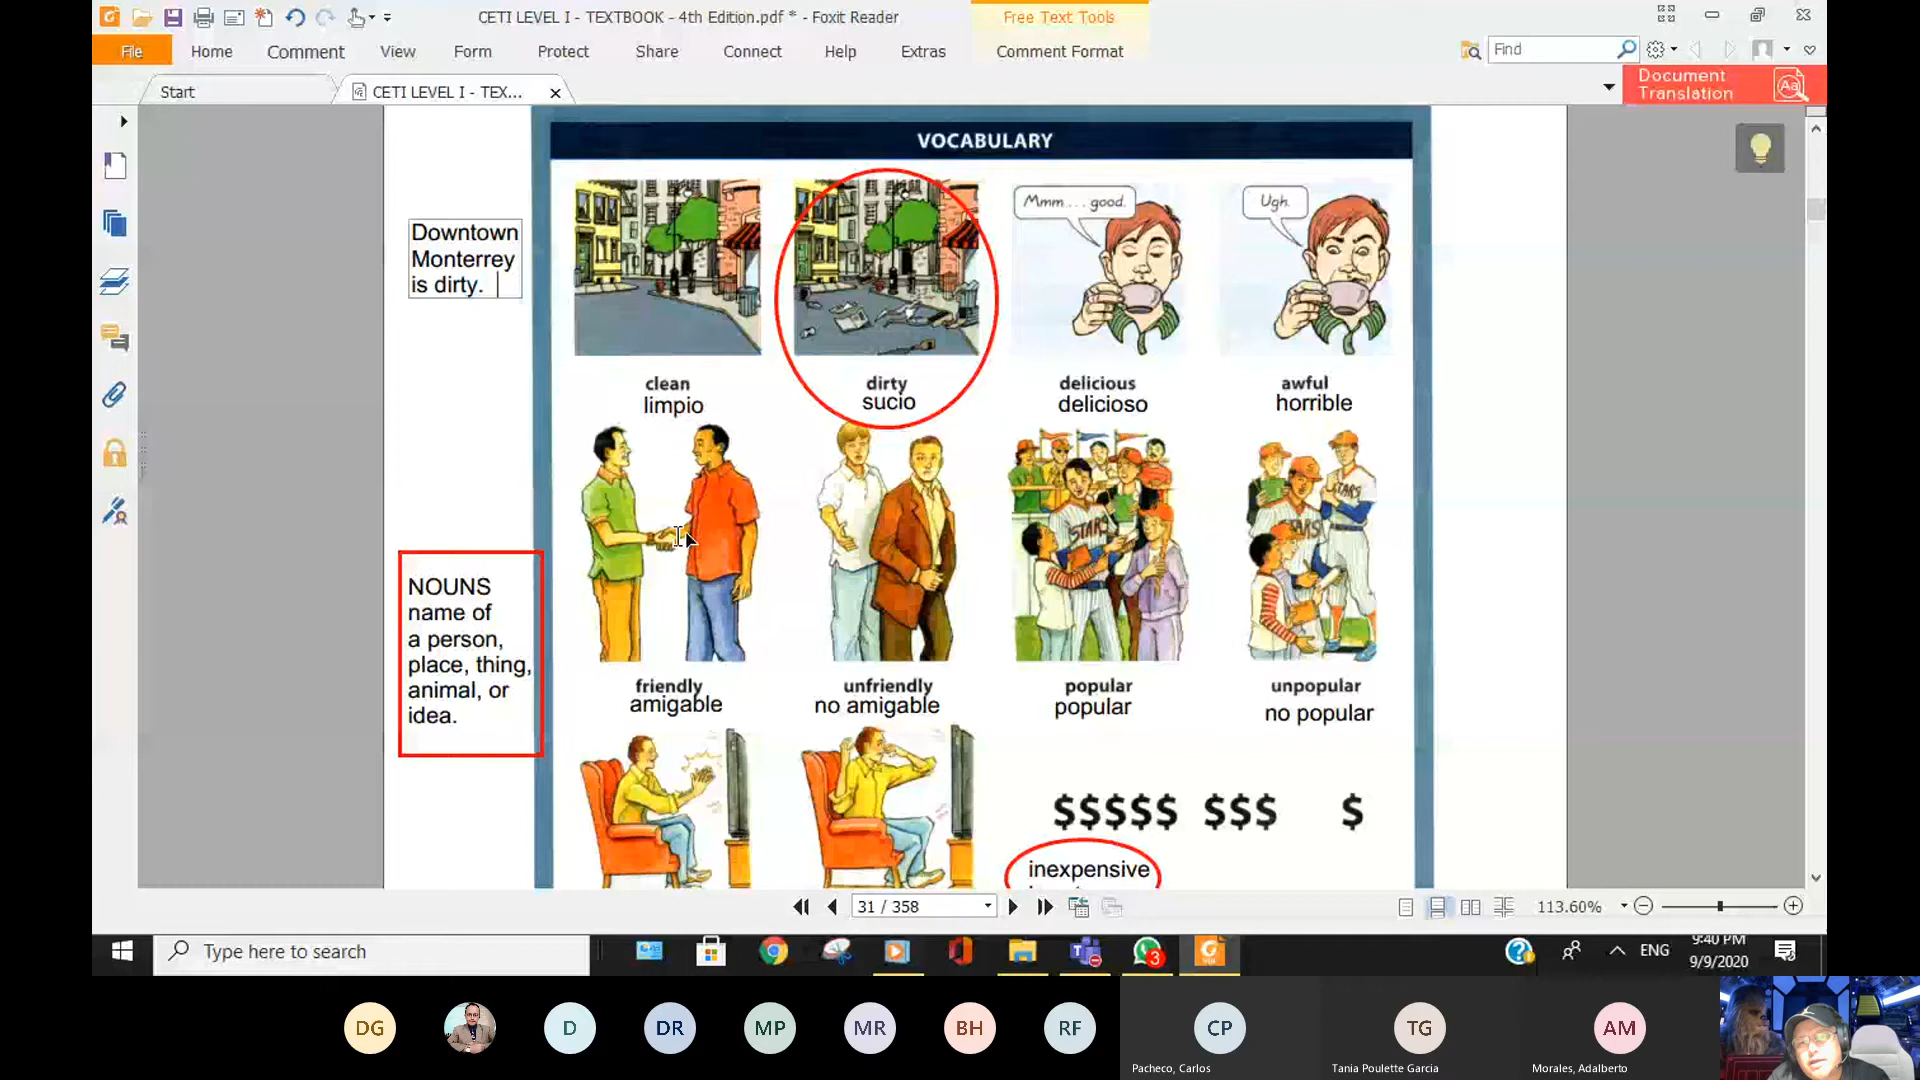 CETI LEVEL I - TEXTBOOK - 4th Edition.pdf * - Foxit Reader
Free Text Tools
File Home Comment View Form Protect Share Connect Help Extras Comment Format
Find
Start
CETI LEVEL I - TEX...
Document
Translation
VOCABULARY
Downtown
Monterrey
is dirty.
Mmm . . . good.
Ugh.
clean
limpio
dirty
sucio
delicious
delicioso
awful
horrible
STARS
STARS
STARS
NOUNS
name of
a person,
place, thing,
animal, or
idea.
friendly
amigable
unfriendly
no amigable
popular
popular
unpopular
no popular
$$$$$ $$$ $
inexpensive
31 / 358
113.60%
Type here to search
3
ENG
9:40 PM
9/9/2020
DG
D
DR
MP
MR
BH
RF
CP
TG
AM
Pacheco, Carlos
Tania Poulette Garcia
Morales, Adalberto